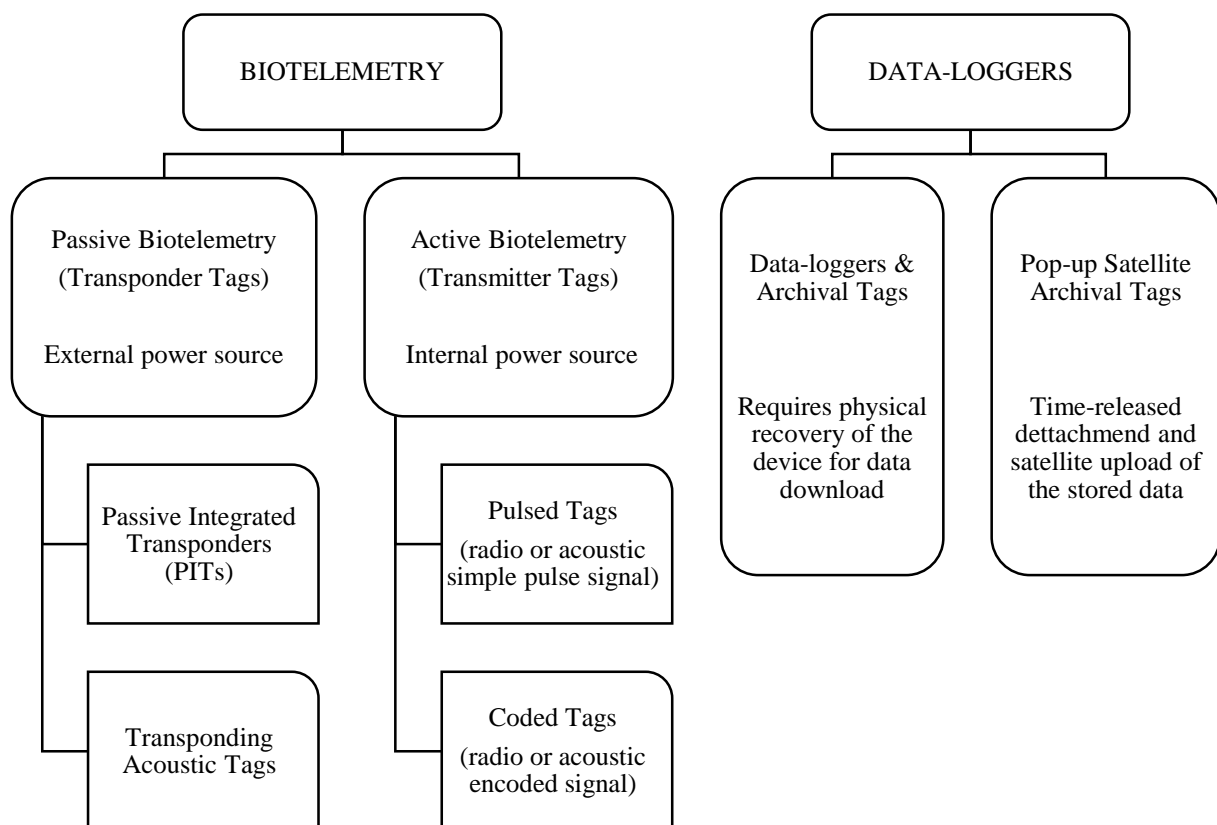 BIOTELEMETRY
Passive Biotelemetry
(Transponder Tags)
External power source
Active Biotelemetry
(Transmitter Tags)
Internal power source
Passive Integrated
Transponders
(PITs)
Transponding
Acoustic Tags
Pulsed Tags
(radio or acoustic
simple pulse signal)
Coded Tags
(radio or acoustic
encoded signal)
DATA-LOGGERS
Data-loggers &
Archival Tags
Requires physical
recovery of the
device for data
download
Pop-up Satellite
Archival Tags
Time-released
dettachmend and
satellite upload of
the stored data